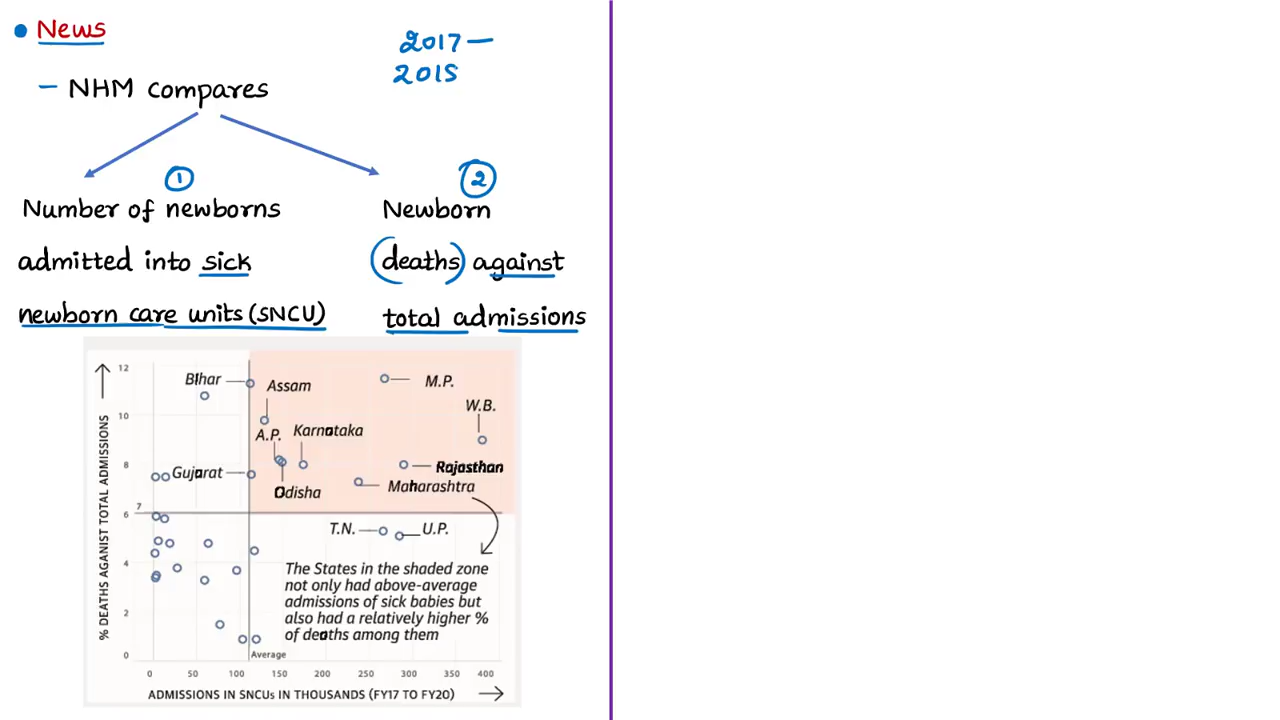 News
2017 —
2015
– NHM compares
1
2
Number of newborns
admitted into sick
newborn care units (SNCU)
Newborn
(deaths) against
total admissions
% DEATHS AGANIST TOTAL ADMISSIONS
12
10
8
7
6
4
2
0
BIhar
Assam
M.P.
W.B.
A.P.
Karnataka
Gujarat
Odisha
Rajasthan
Maharashtra
T.N.
U.P.
The States in the shaded zone
not only had above-average
admissions of sick babies but
also had a relatively higher %
of deaths among them
Average
0 50 100 150 200 250 300 350 400
ADMISSIONS IN SNCUs IN THOUSANDS (FY17 TO FY20)